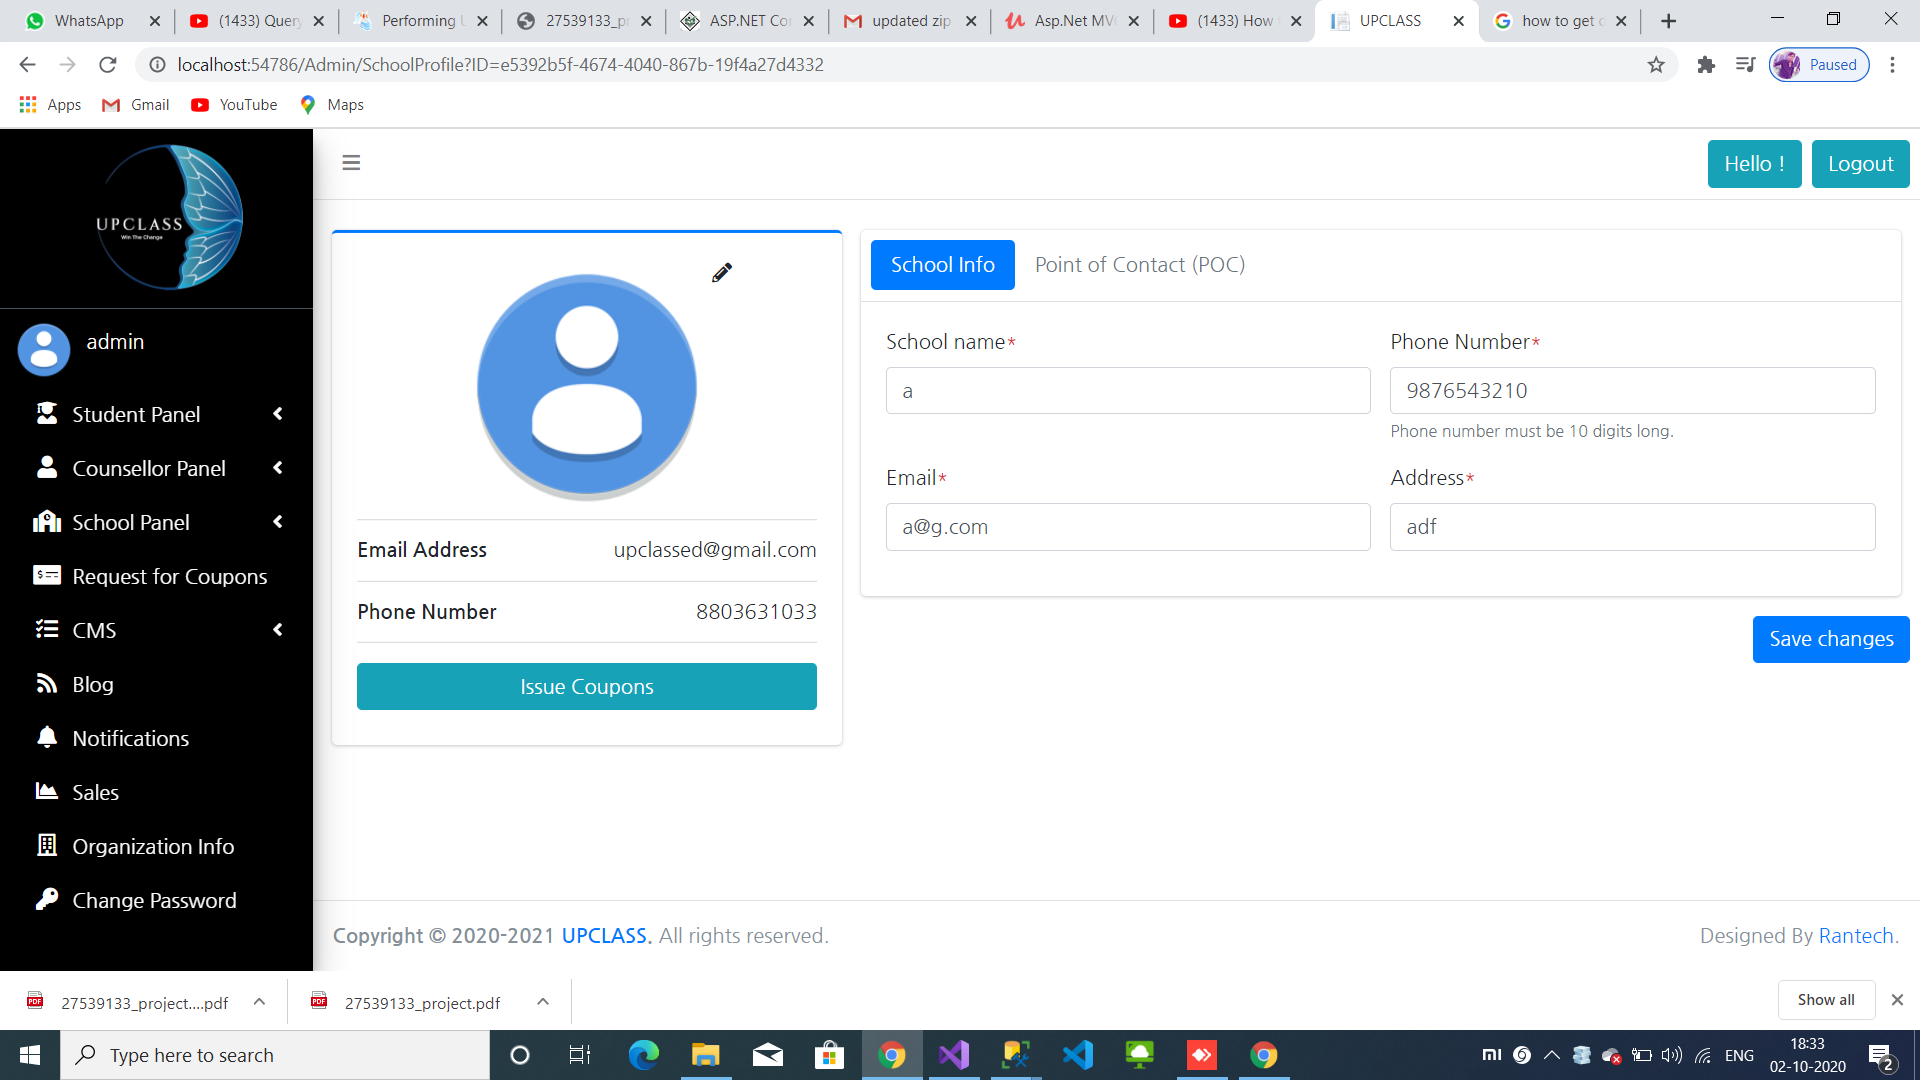 WhatsApp
(1433) Query
Performing
27539133_p
ASP.NET Co
updated zip
Asp.Net MV
(1433) How
UPCLASS
how to get
localhost:54786/Admin/SchoolProfile?ID=e5392b5f-4674-4040-867b-19f4a27d4332
Paused
Apps
Gmail
YouTube
Maps
UPCLASS
Win The Change
Hello !
Logout
admin
Student Panel
Counsellor Panel
School Panel
Request for Coupons
CMS
Blog
Notifications
Sales
Organization Info
Change Password
Email Address upclassed@gmail.com
Phone Number 8803631033
Issue Coupons
School Info
Point of Contact (POC)
School name* Phone Number*
a 9876543210
Phone number must be 10 digits long.
Email* Address*
a@g.com adf
Save changes
Copyright © 2020-2021 UPCLASS. All rights reserved.
Designed By Rantech.
PDF 27539133_project....pdf
PDF 27539133_project.pdf
Show all
Type here to search
ENG
18:33
02-10-2020
2